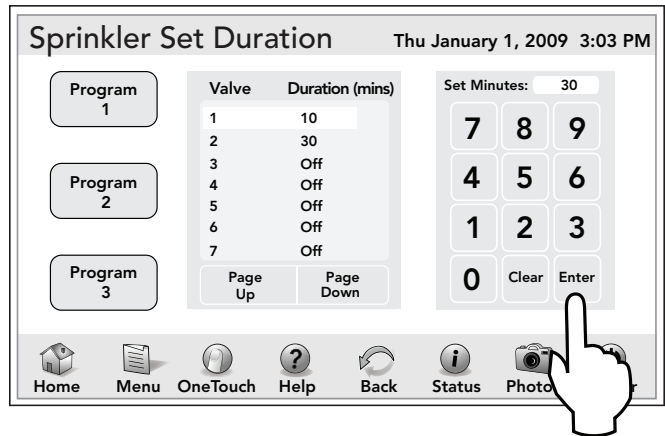 Sprinkler Set Duration
Thu January 1, 2009 3:03 PM
Program
1
Program
2
Program
3
Valve Duration (mins)
1 10
2 30
3 Off
4 Off
5 Off
6 Off
7 Off
Page
Up
Page
Down
Set Minutes: 30
7 8 9
4 5 6
1 2 3
0 Clear Enter
Home Menu OneTouch Help Back Status Photo